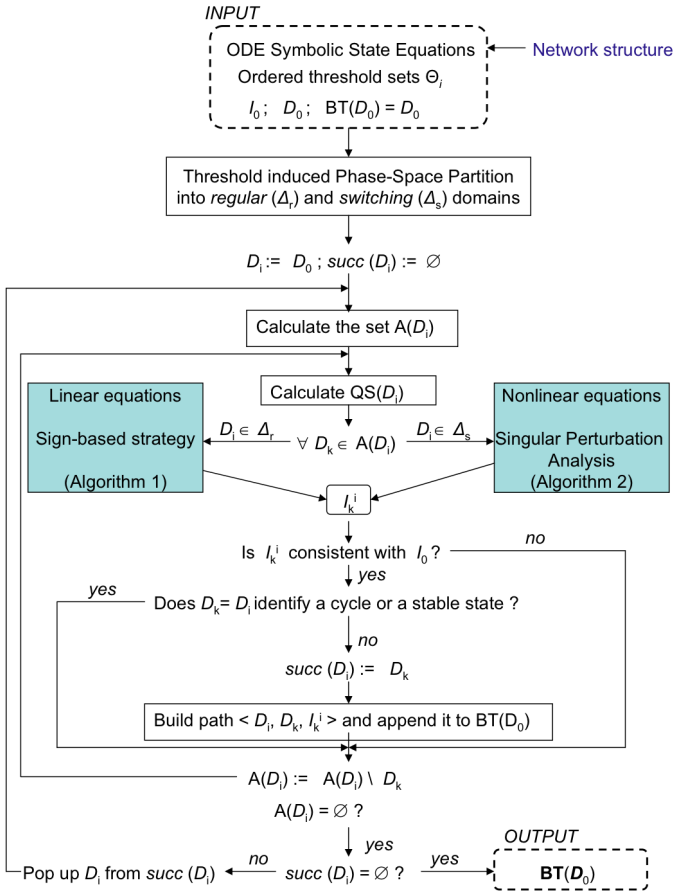 INPUT
ODE Symbolic State Equations
Network structure
Ordered threshold sets Θi
I0 ; D0 ; BT(D0) = D0
Threshold induced Phase-Space Partition
into regular (Δr) and switching (Δs) domains
Di := D0 ; succ (Di) := ∅
Calculate the set A(Di)
Calculate QS(Di)
Linear equations
Sign-based strategy
(Algorithm 1)
Di ∈ Δr
∀ Dk ∈ A(Di)
Di ∈ Δs
Nonlinear equations
Singular Perturbation
Analysis
(Algorithm 2)
Iki
Is Iki consistent with I0 ?
no
yes
yes
Does Dk = Di identify a cycle or a stable state ?
no
succ (Di) := Dk
Build path < Di, Dk, Iki > and append it to BT(D0)
A(Di) := A(Di) \ Dk
A(Di) = ∅ ?
yes
OUTPUT
Pop up Di from succ (Di)
no
succ (Di) = ∅ ?
yes
BT(D0)